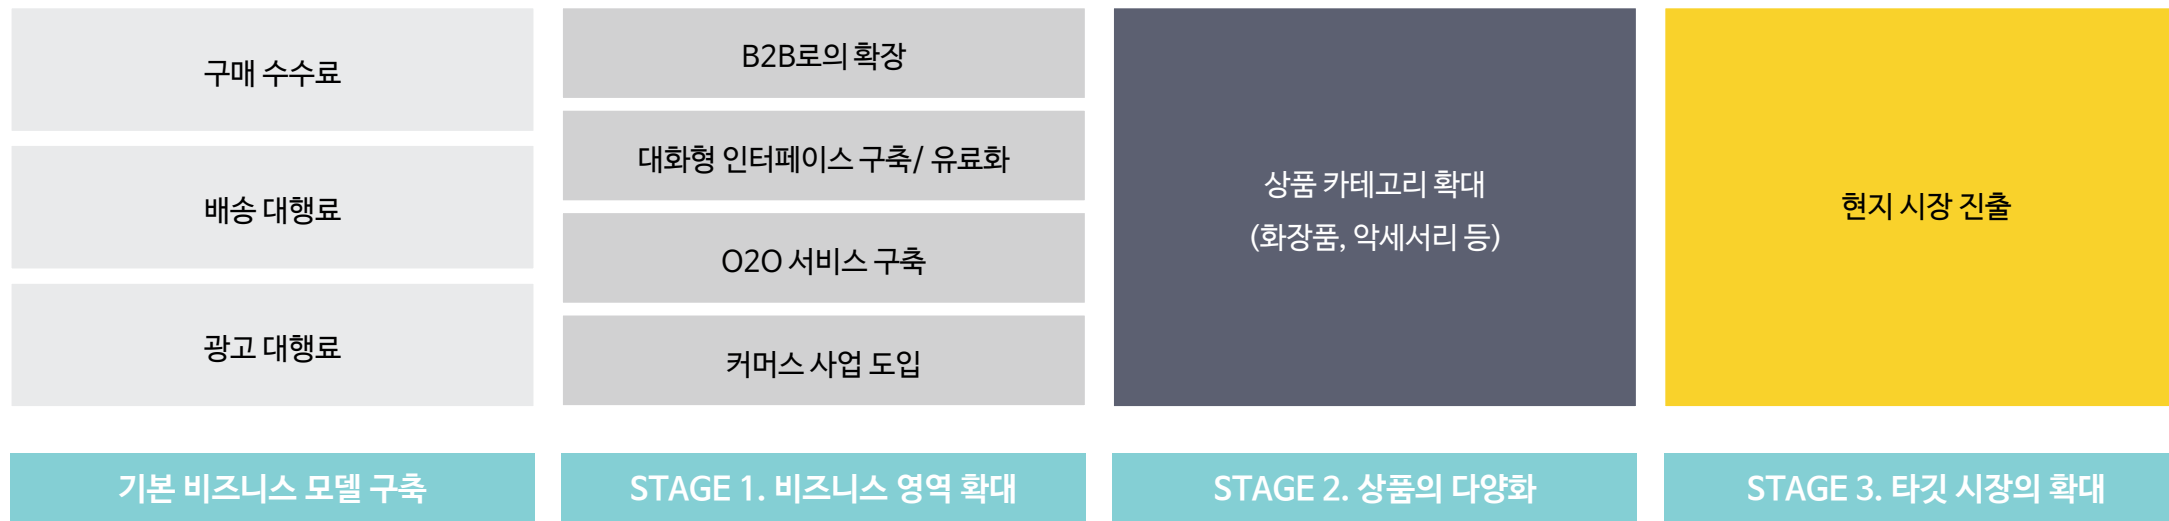 구매 수수료
배송 대행료
광고 대행료
기본 비즈니스 모델 구축
B2B로의 확장
대화형 인터페이스 구축/ 유료화
O2O 서비스 구축
커머스 사업 도입
STAGE 1. 비즈니스 영역 확대
상품 카테고리 확대
(화장품, 악세서리 등)
STAGE 2. 상품의 다양화
현지 시장 진출
STAGE 3. 타깃 시장의 확대